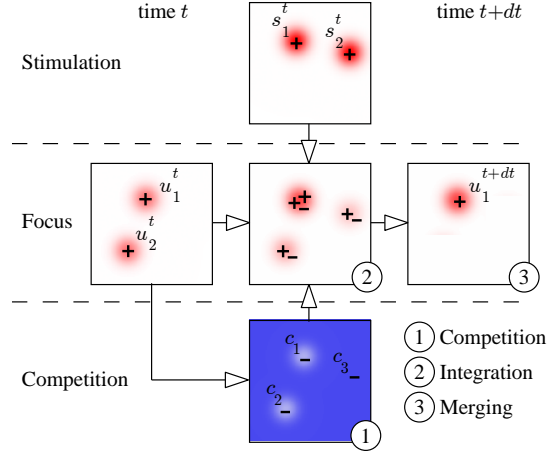 time t time t+dt
s₁ᵗ s₂ᵗ
Stimulation
u₁ᵗ u₁ᵗ⁺ᵈᵗ
+ +
Focus
u₂ᵗ
2 3
c₁ c₃ 1 Competition
Competition 2 Integration
c₂ 3 Merging
1